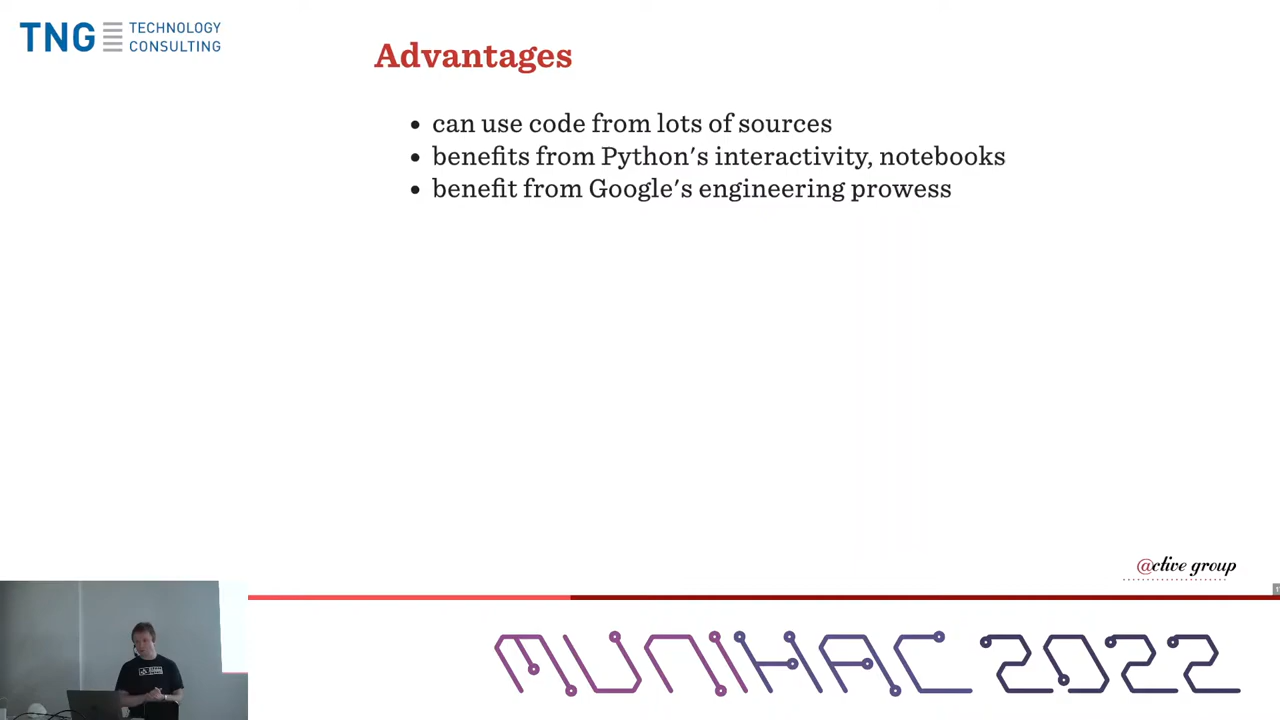 TNG TECHNOLOGY
CONSULTING
Advantages
• can use code from lots of sources
• benefits from Python's interactivity, notebooks
• benefit from Google's engineering prowess
@ctive group
MUNIHAC 2022